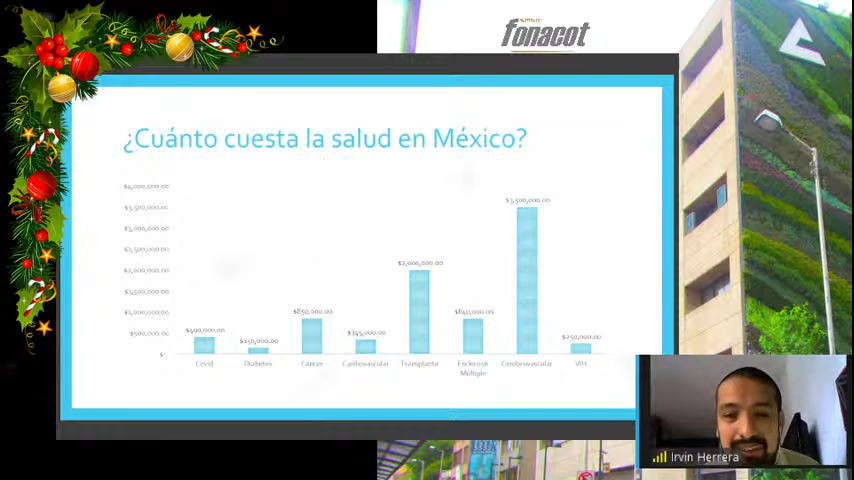 fonacot
¿Cuánto cuesta la salud en México?
$4,000,000.00
$3,500,000.00
$3,000,000.00
$2,500,000.00
$2,000,000.00
$1,500,000.00
$1,000,000.00
$500,000.00
$-
$400,000.00
$150,000.00
$850,000.00
$345,000.00
$2,000,000.00
$840,000.00
$3,500,000.00
$250,000.00
Covid
Diabetes
Cáncer
Cardiovascular
Transplante
Esclerosis
Múltiple
Cerebrovascular
VIH
Irvin Herrera